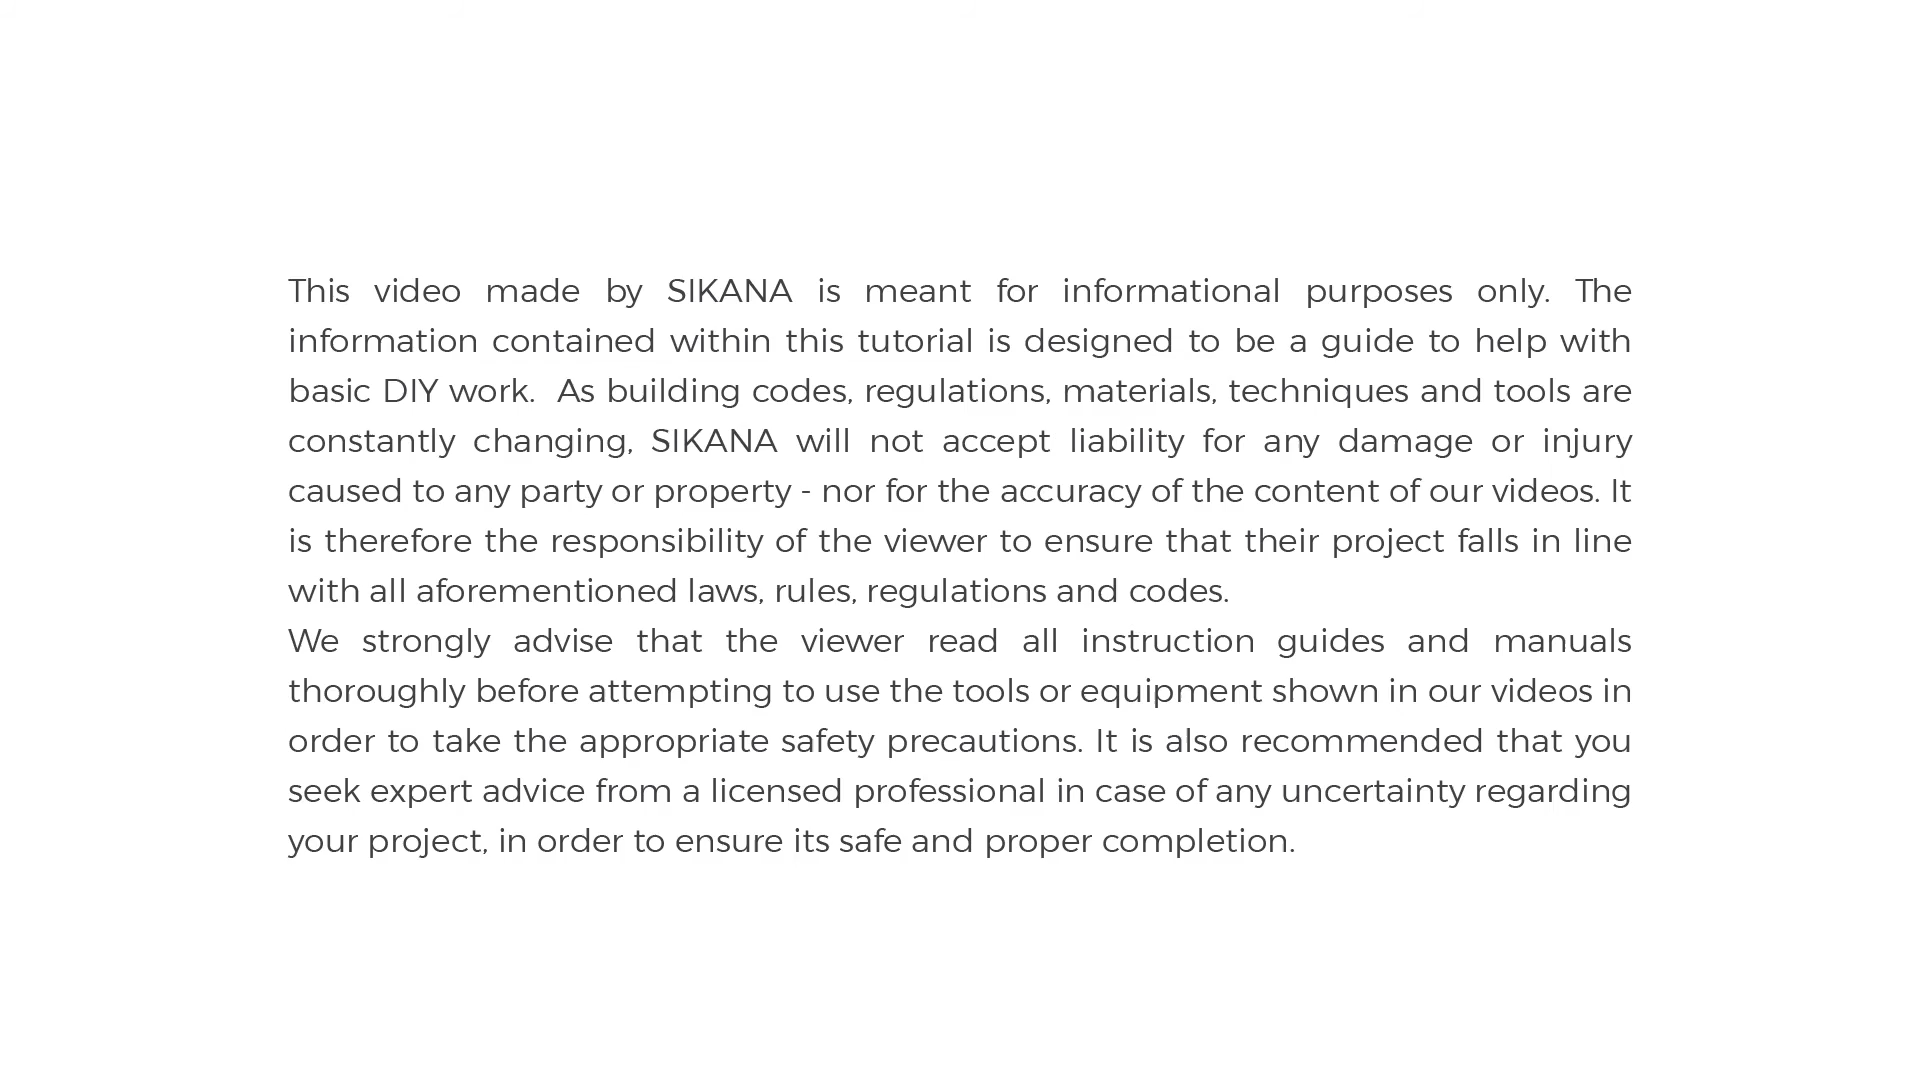 This video made by SIKANA is meant for informational purposes only. The
information contained within this tutorial is designed to be a guide to help with
basic DIY work.  As building codes, regulations, materials, techniques and tools are
constantly changing, SIKANA will not accept liability for any damage or injury
caused to any party or property - nor for the accuracy of the content of our videos. It
is therefore the responsibility of the viewer to ensure that their project falls in line
with all aforementioned laws, rules, regulations and codes.
We strongly advise that the viewer read all instruction guides and manuals
thoroughly before attempting to use the tools or equipment shown in our videos in
order to take the appropriate safety precautions. It is also recommended that you
seek expert advice from a licensed professional in case of any uncertainty regarding
your project, in order to ensure its safe and proper completion.